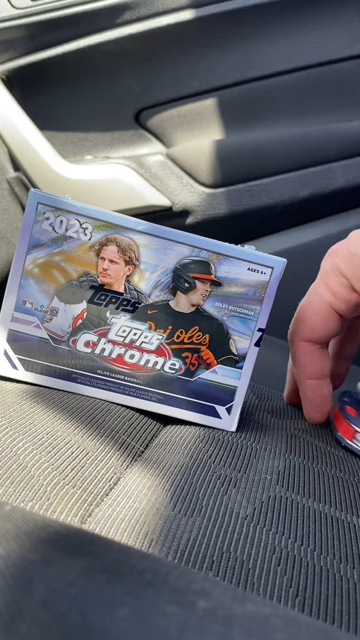 2023
AGES 6+
ADLEY RUTSCHMAN
Topps
Orioles
35
Topps
Chrome
MAJOR LEAGUE BASEBALL